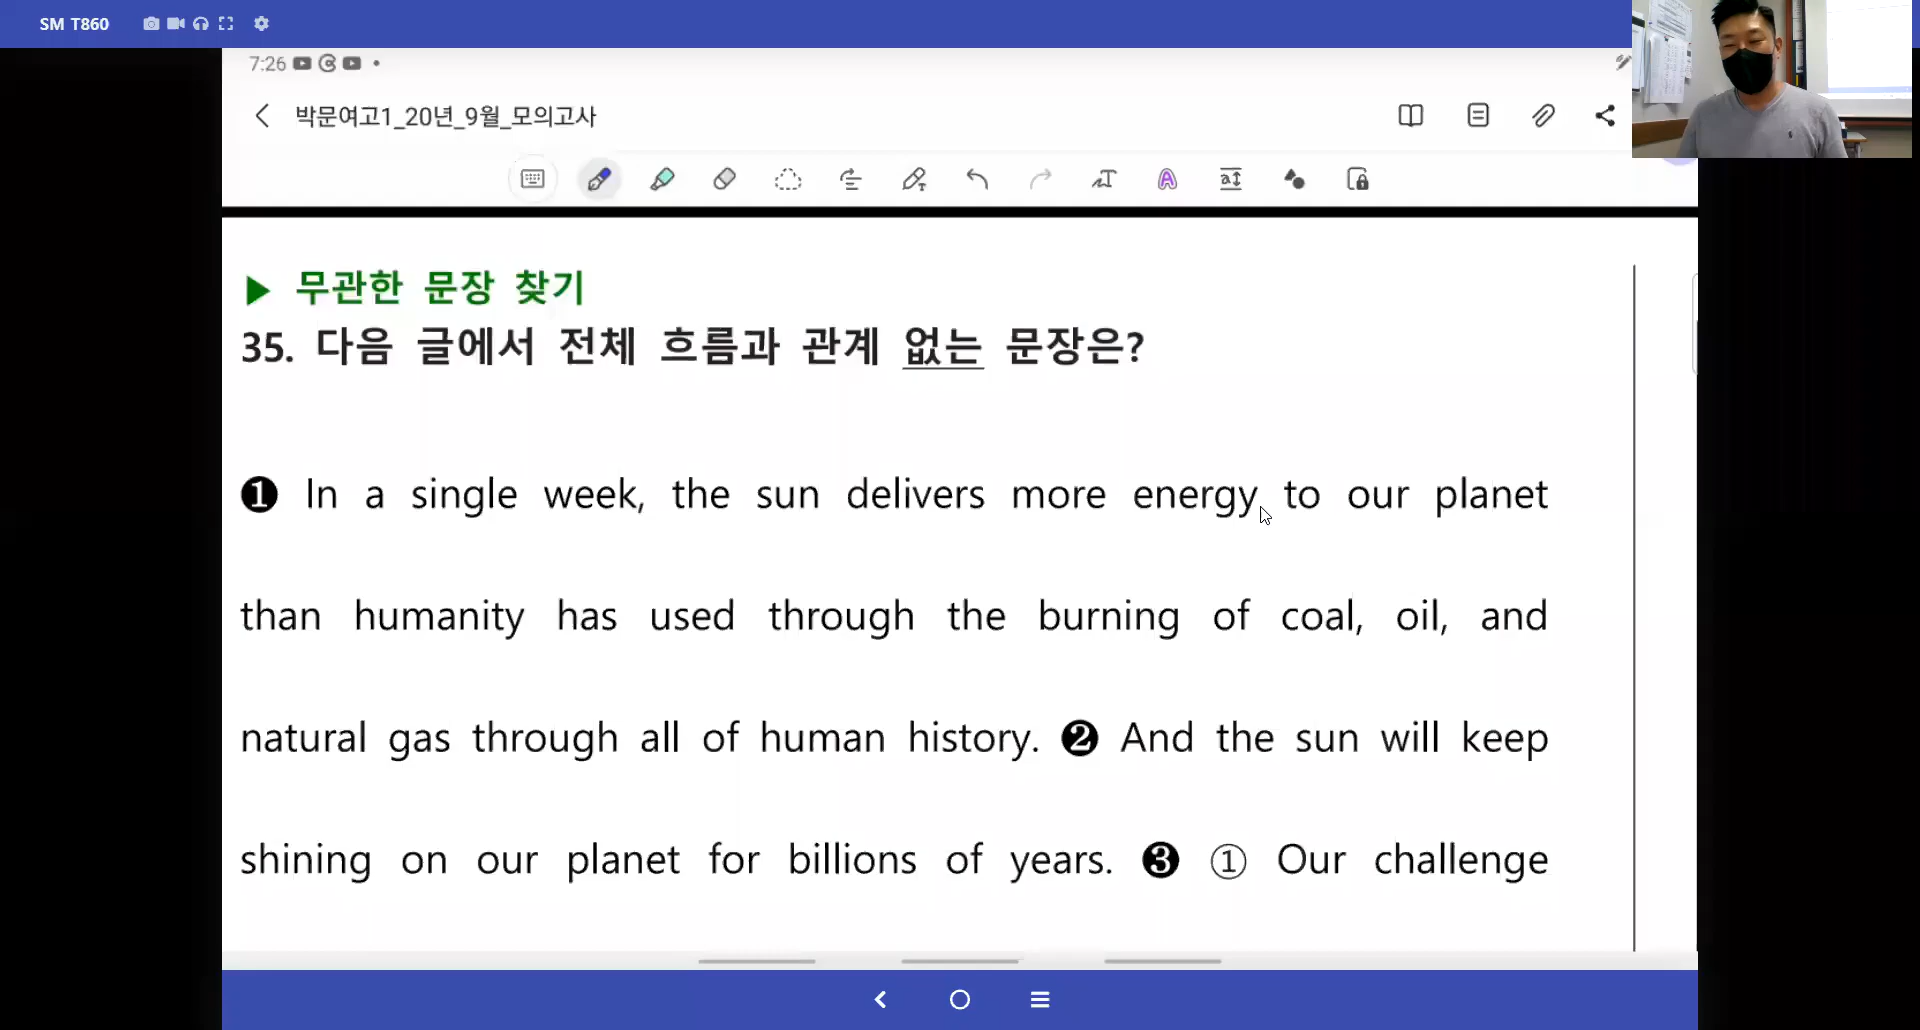 SM T860
7:26
박문여고1_20년_9월_모의고사
▶ 무관한 문장 찾기
35. 다음 글에서 전체 흐름과 관계 없는 문장은?
❶ In a single week, the sun delivers more energy to our planet
than humanity has used through the burning of coal, oil, and
natural gas through all of human history. ❷ And the sun will keep
shining on our planet for billions of years. ❸ ① Our challenge